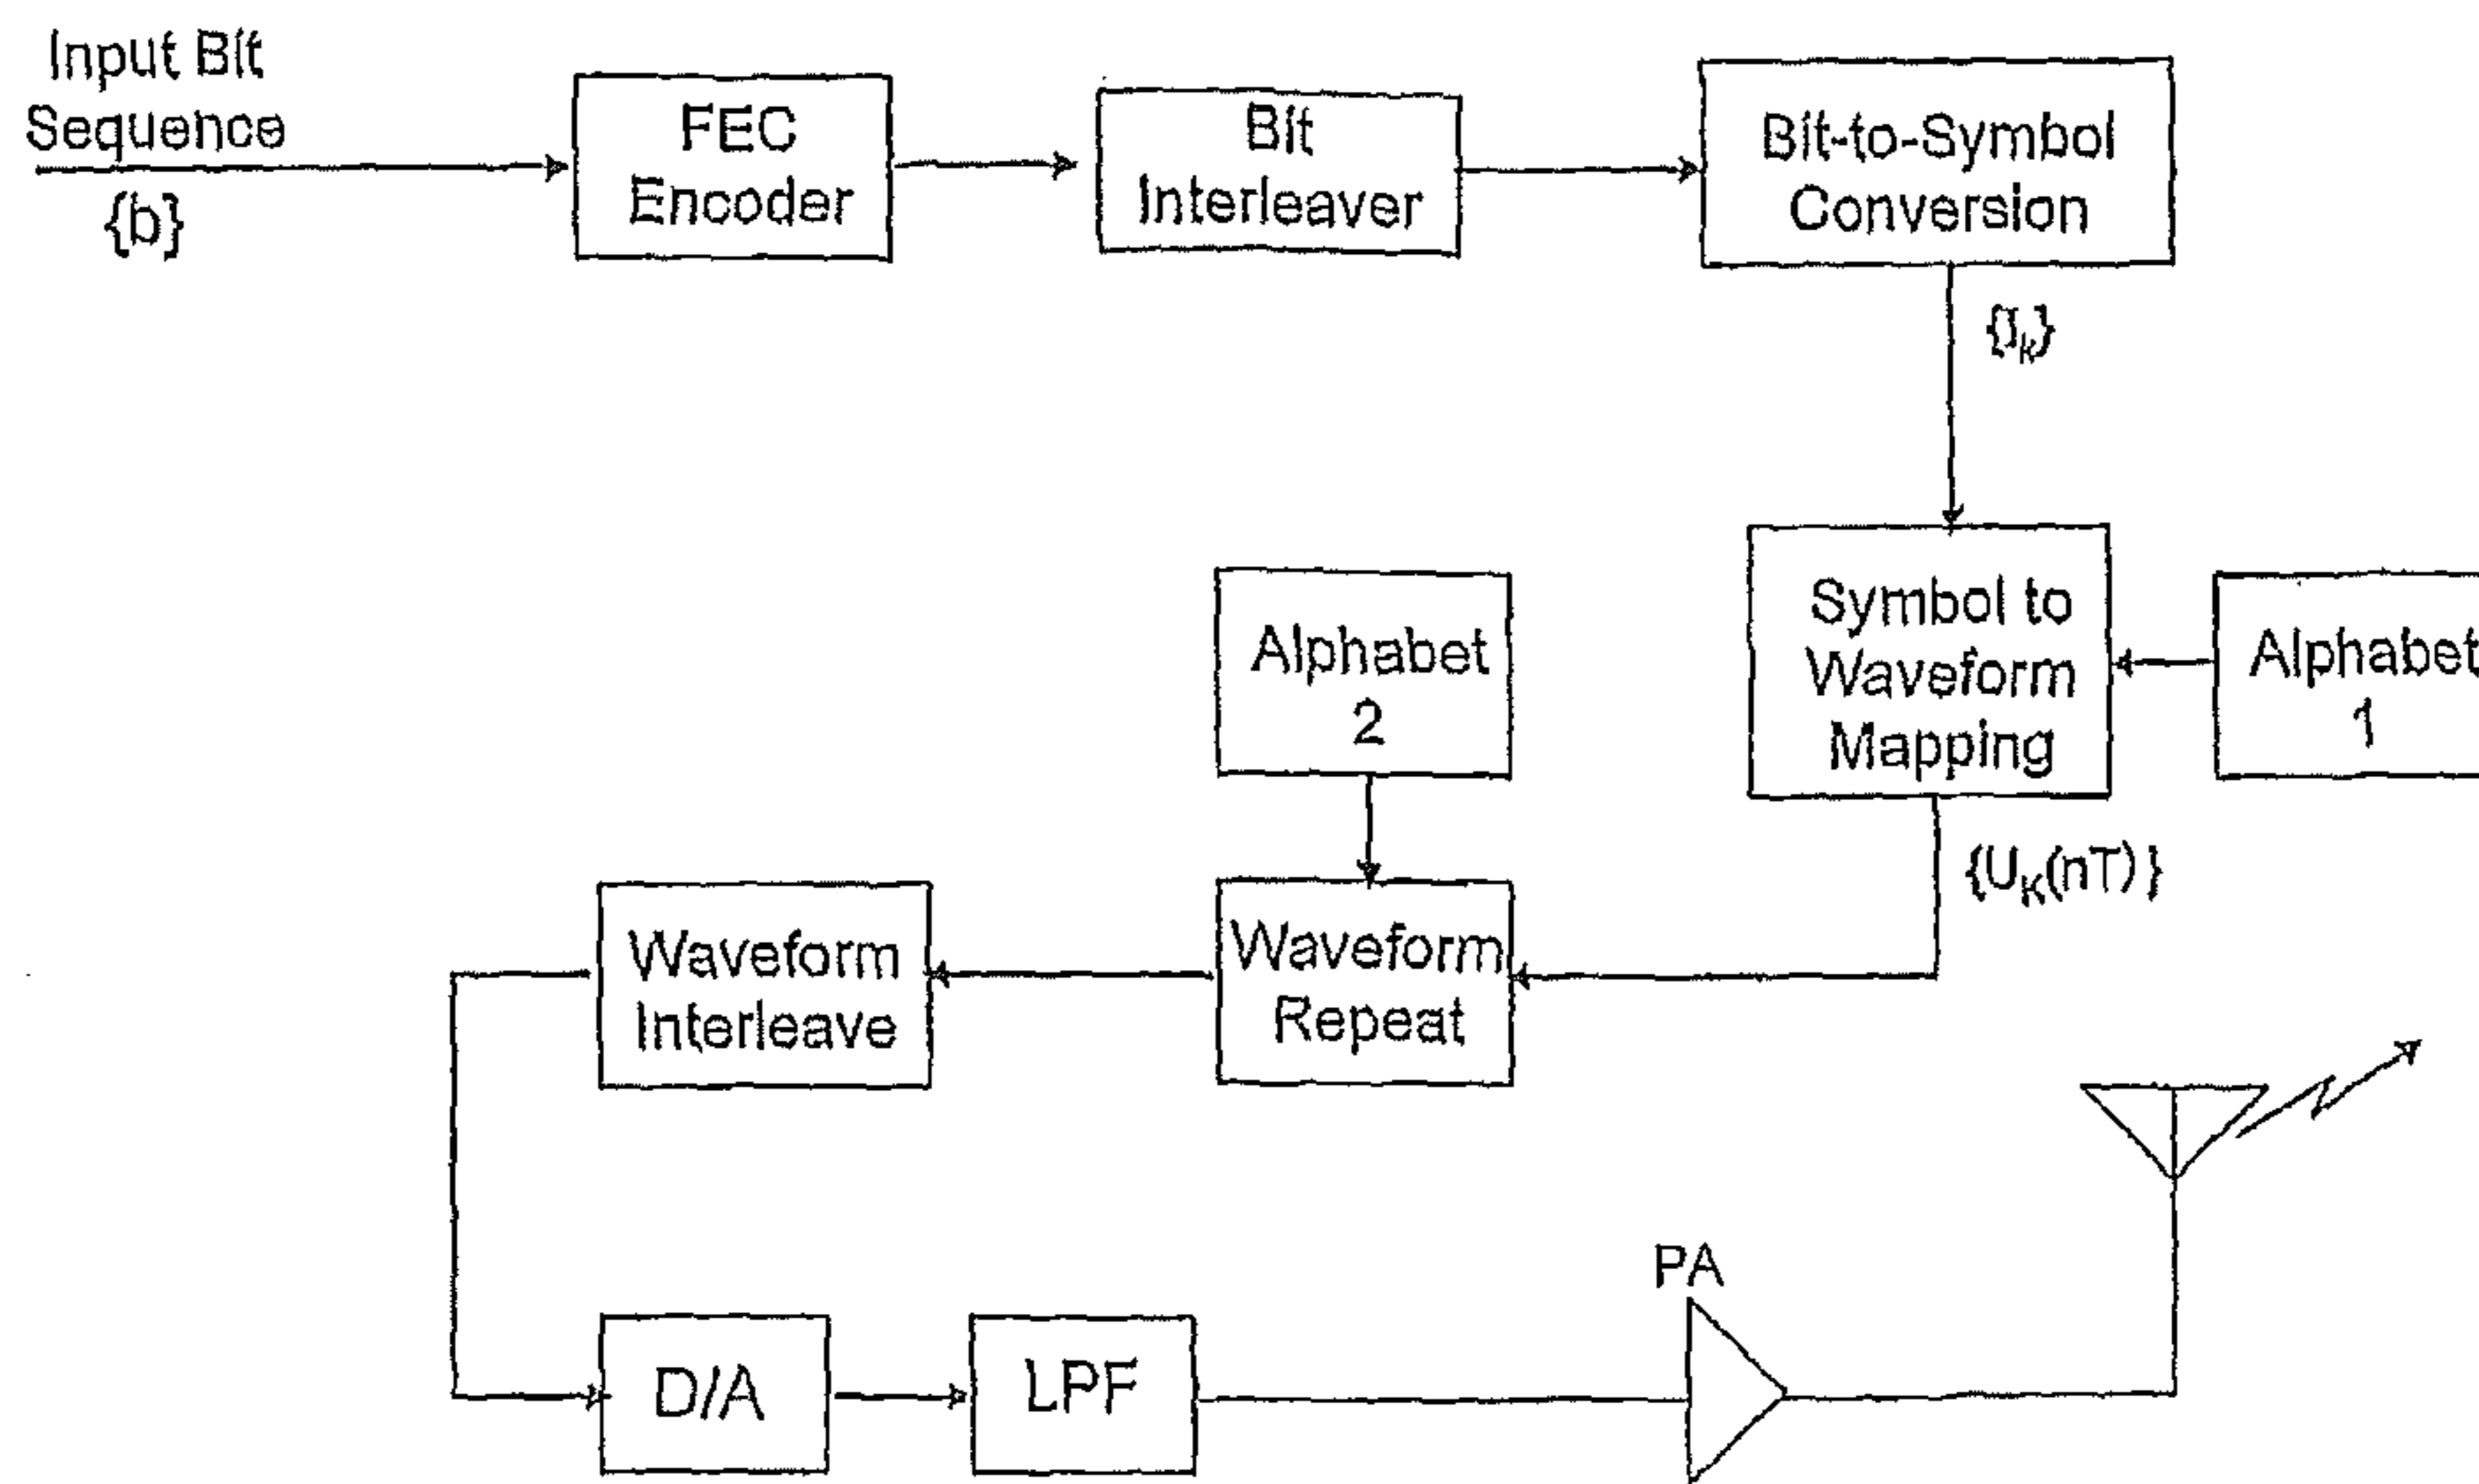 Input Bit
Sequence
{b}
FEC
Encoder
Bit
Interleaver
Bit-to-Symbol
Conversion
Symbol to
Waveform
Mapping
Alphabet
1
Alphabet
2
{U_K(nT)}
Waveform
Repeat
Waveform
Interleave
D/A
LPF
PA